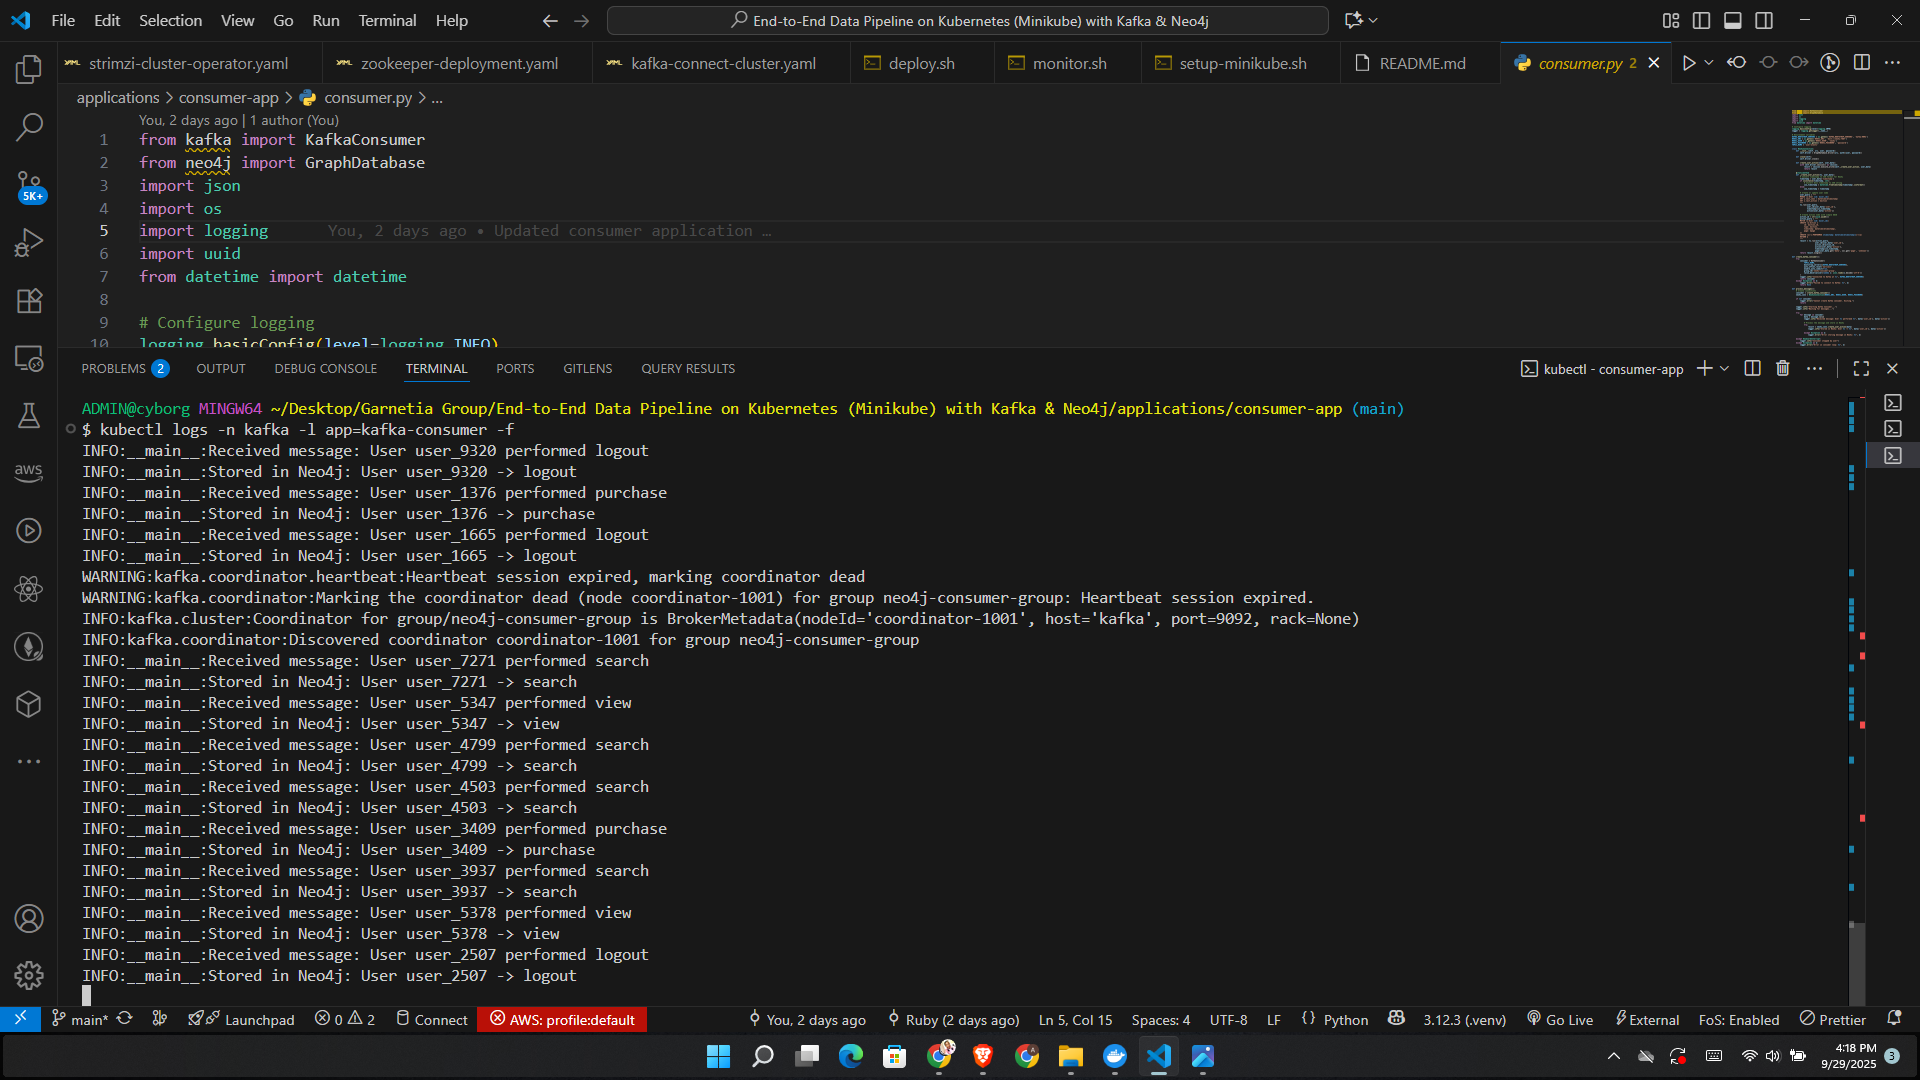 File Edit Selection View Go Run Terminal Help
End-to-End Data Pipeline on Kubernetes (Minikube) with Kafka & Neo4j
strimzi-cluster-operator.yaml zookeeper-deployment.yaml kafka-connect-cluster.yaml deploy.sh monitor.sh setup-minikube.sh README.md consumer.py 2
applications > consumer-app > consumer.py > ...
You, 2 days ago | 1 author (You)
1 from kafka import KafkaConsumer
2 from neo4j import GraphDatabase
3 import json
4 import os
5 import logging You, 2 days ago • Updated consumer application …
6 import uuid
7 from datetime import datetime
8
9 # Configure logging
10 logging.basicConfig(level=logging.INFO)
5K+
aws
PROBLEMS 2 OUTPUT DEBUG CONSOLE TERMINAL PORTS GITLENS QUERY RESULTS
kubectl - consumer-app
ADMIN@cyborg MINGW64 ~/Desktop/Garnetia Group/End-to-End Data Pipeline on Kubernetes (Minikube) with Kafka & Neo4j/applications/consumer-app (main)
$ kubectl logs -n kafka -l app=kafka-consumer -f
INFO:__main__:Received message: User user_9320 performed logout
INFO:__main__:Stored in Neo4j: User user_9320 -> logout
INFO:__main__:Received message: User user_1376 performed purchase
INFO:__main__:Stored in Neo4j: User user_1376 -> purchase
INFO:__main__:Received message: User user_1665 performed logout
INFO:__main__:Stored in Neo4j: User user_1665 -> logout
WARNING:kafka.coordinator.heartbeat:Heartbeat session expired, marking coordinator dead
WARNING:kafka.coordinator:Marking the coordinator dead (node coordinator-1001) for group neo4j-consumer-group: Heartbeat session expired.
INFO:kafka.cluster:Coordinator for group/neo4j-consumer-group is BrokerMetadata(nodeId='coordinator-1001', host='kafka', port=9092, rack=None)
INFO:kafka.coordinator:Discovered coordinator coordinator-1001 for group neo4j-consumer-group
INFO:__main__:Received message: User user_7271 performed search
INFO:__main__:Stored in Neo4j: User user_7271 -> search
INFO:__main__:Received message: User user_5347 performed view
INFO:__main__:Stored in Neo4j: User user_5347 -> view
INFO:__main__:Received message: User user_4799 performed search
INFO:__main__:Stored in Neo4j: User user_4799 -> search
INFO:__main__:Received message: User user_4503 performed search
INFO:__main__:Stored in Neo4j: User user_4503 -> search
INFO:__main__:Received message: User user_3409 performed purchase
INFO:__main__:Stored in Neo4j: User user_3409 -> purchase
INFO:__main__:Received message: User user_3937 performed search
INFO:__main__:Stored in Neo4j: User user_3937 -> search
INFO:__main__:Received message: User user_5378 performed view
INFO:__main__:Stored in Neo4j: User user_5378 -> view
INFO:__main__:Received message: User user_2507 performed logout
INFO:__main__:Stored in Neo4j: User user_2507 -> logout
main* Launchpad 0 2 Connect AWS: profile:default You, 2 days ago Ruby (2 days ago) Ln 5, Col 15 Spaces: 4 UTF-8 LF {} Python 3.12.3 (.venv) Go Live External FoS: Enabled Prettier
4:18 PM
9/29/2025 3